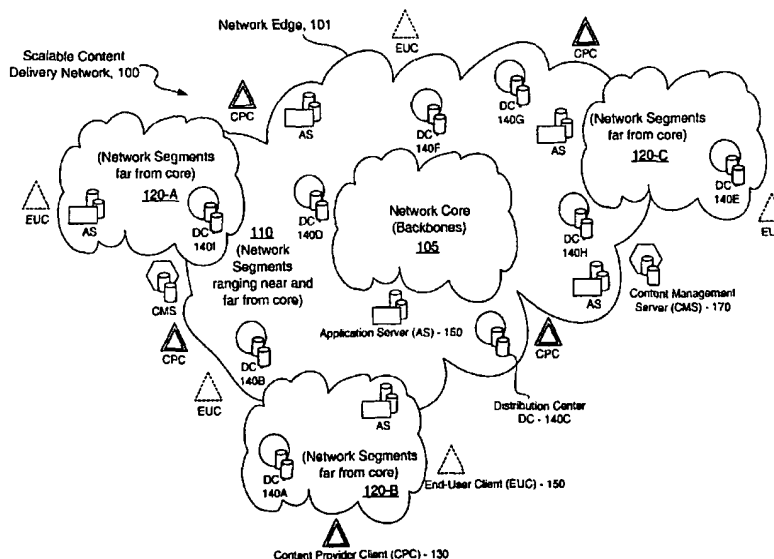 Network Edge, 101
EUC
CPC
Scalable Content
Delivery Network, 100
CPC
AS
DC
140F
DC
140G
AS
(Network Segments
far from core)
120-C
DC
140E
(Network Segments
far from core)
120-A
EUC
AS
DC
140I
DC
140D
110
(Network
Segments
ranging near and
far from core)
Network Core
(Backbones)
105
DC
140H
EU
CMS
AS
Content Management
Server (CMS) - 170
Application Server (AS) - 160
CPC
CPC
DC
140B
EUC
Distribution Center
DC - 140C
AS
DC
140A
(Network Segments
far from core)
120-B
End-User Client (EUC) - 150
Content Provider Client (CPC) - 130